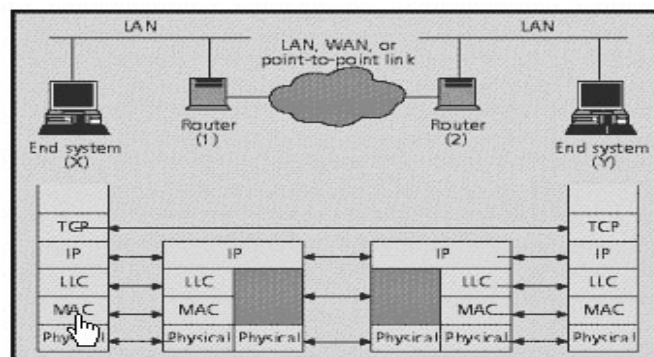 LAN LAN
LAN, WAN, or
point-to-point link
Router
(1)
Router
(2)
End system
(X)
End system
(Y)
TCP TCP
IP IP IP IP
LLC LLC LLC LLC
MAC MAC MAC MAC
Physical Physical Physical Physical Physical Physical